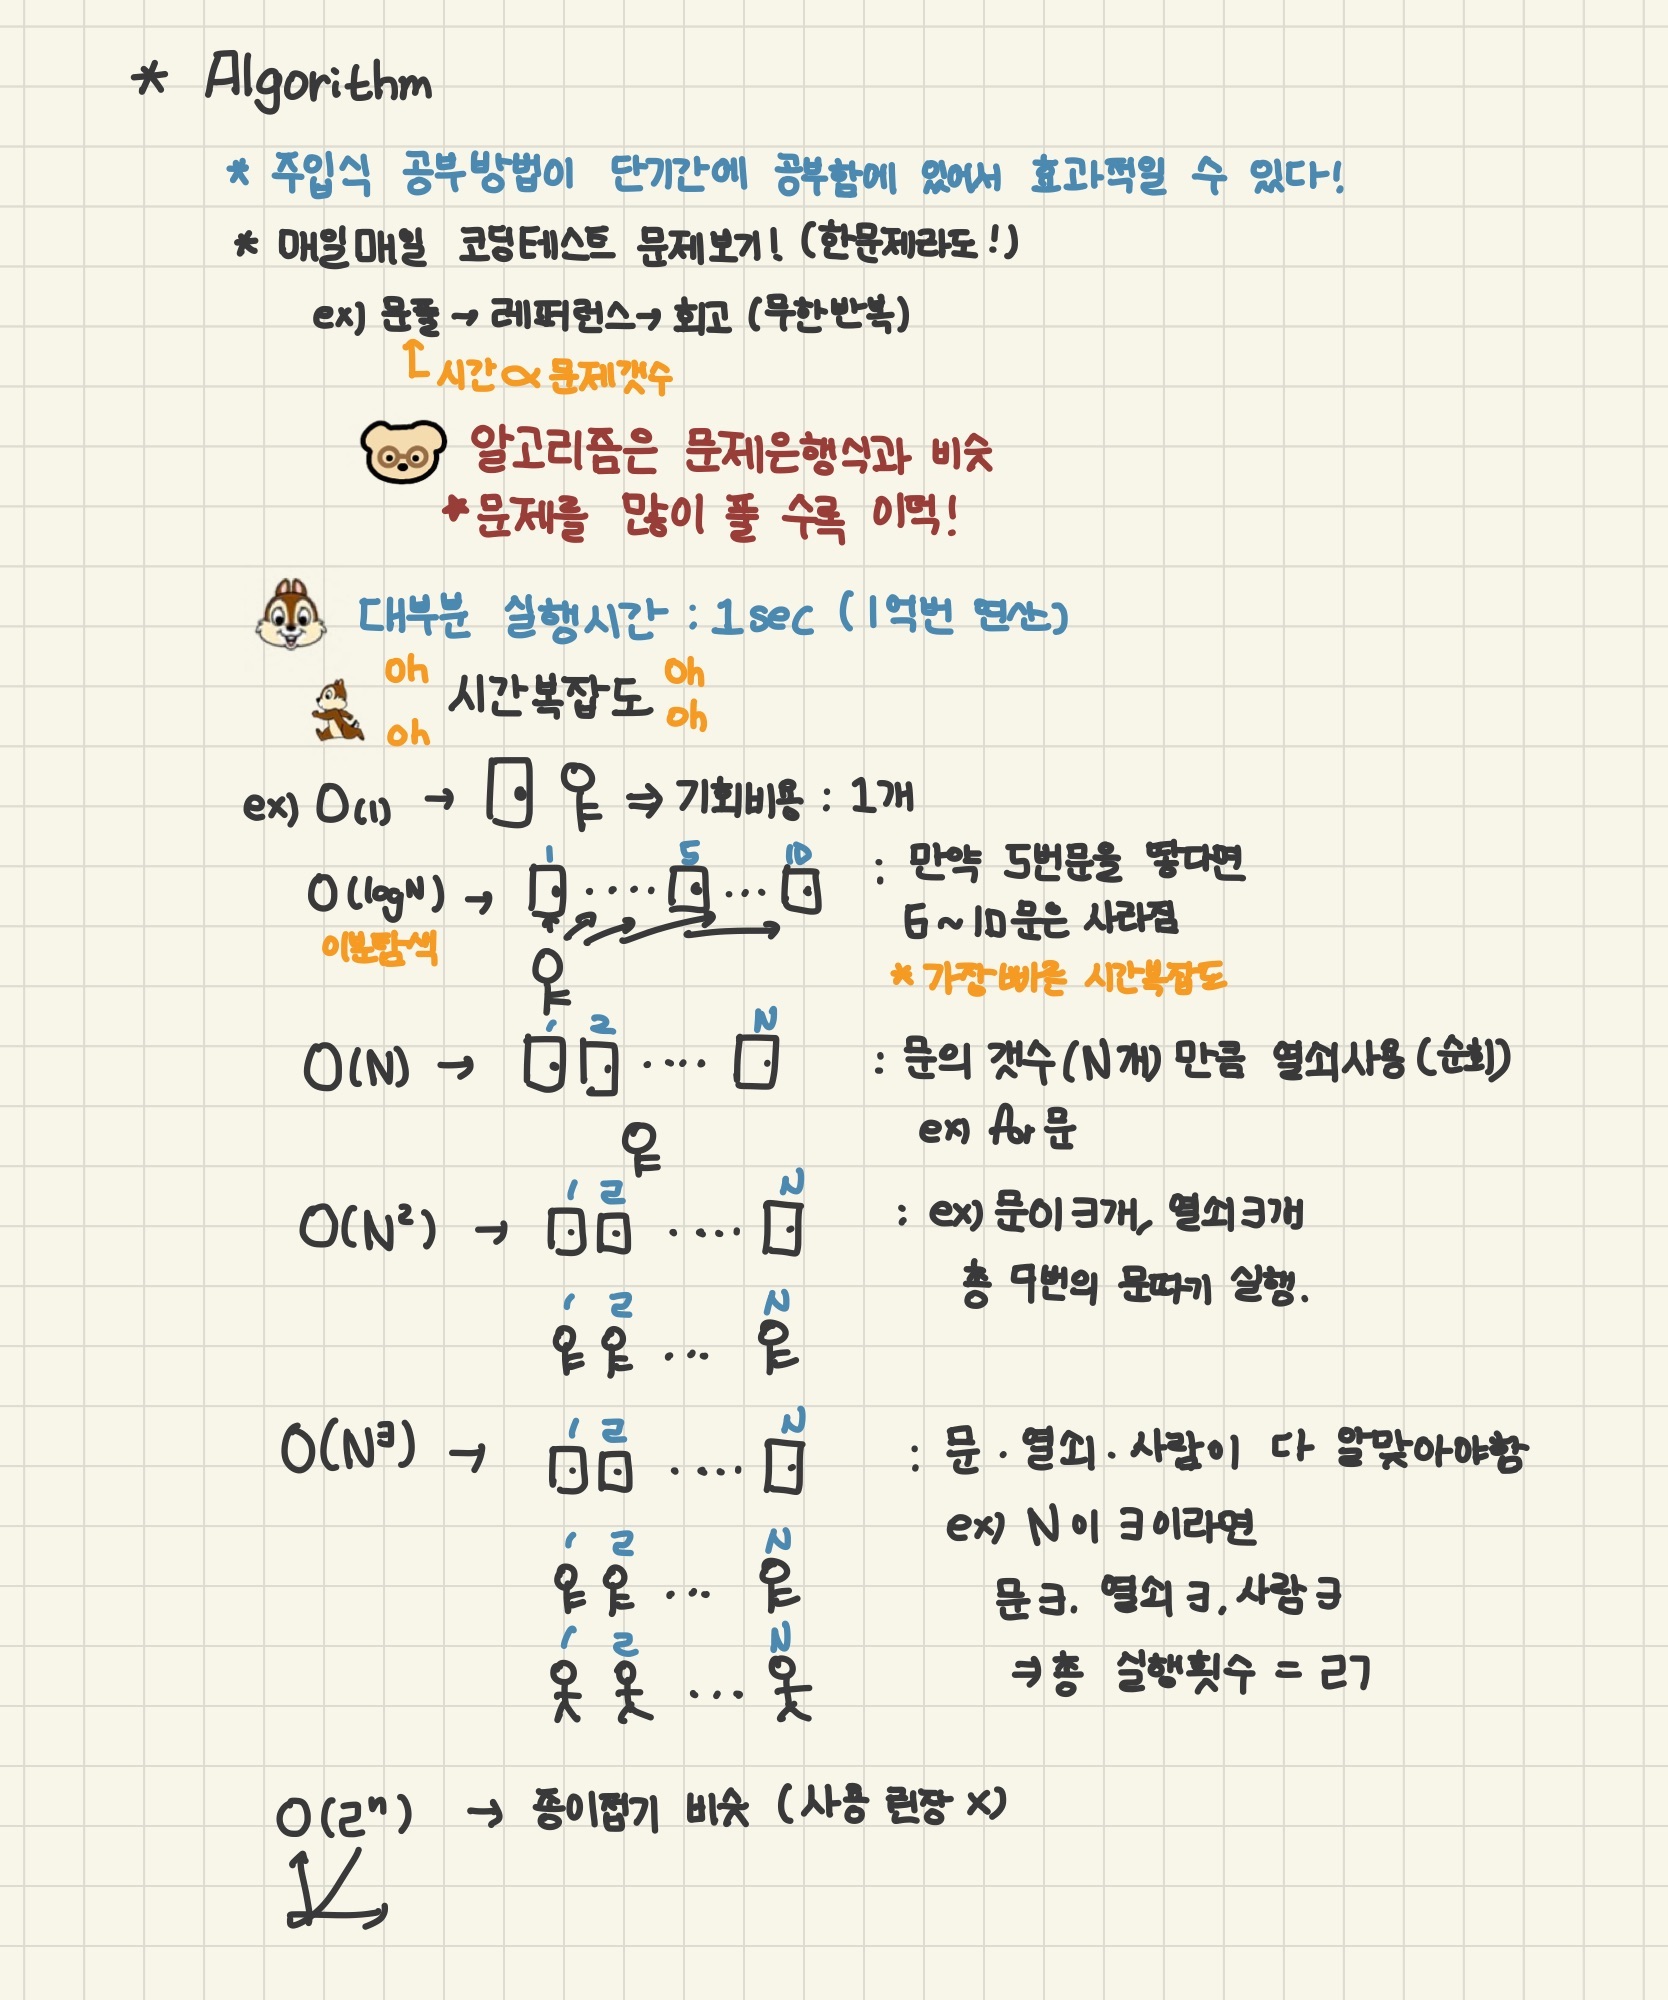 * Algorithm
* 주입식 공부방법이 단기간에 공부함에 있어서 효과적일 수 있다!
* 매일매일 코딩테스트 문제보기! (한문제라도!)
ex) 문풀 → 레퍼런스 → 회고 (무한반복)
시간 ∝ 문제갯수
알고리즘은 문제은행식과 비슷
* 문제를 많이 풀 수록 이먹!
대부분 실행시간 : 1sec (1억번 연산)
oh 시간복잡도 oh
oh oh
ex) O(1) → ⇒ 기회비용 : 1개
1 5 10
O(logN) → .... ... : 만약 5번문을 땋다면
6~10문은 사라짐
이분탐색
* 가장 빠른 시간복잡도
1 2 N
O(N) → .... : 문의 갯수(N개) 만큼 열쇠사용(순회)
ex) for문
1 2 N
O(N²) → .... : ex) 문이 3개, 열쇠3개
총 9번의 문따기 실행.
1 2 N
...
1 2 N
O(N³) → .... : 문·열쇠·사람이 다 알맞아야함
ex) N이 3이라면
1 2 N
... 문3. 열쇠3, 사람3
1 2 N
⇒ 총 실행횟수 = 27
...
O(2ⁿ) → 종이접기 비슷 (사용 권장 X)